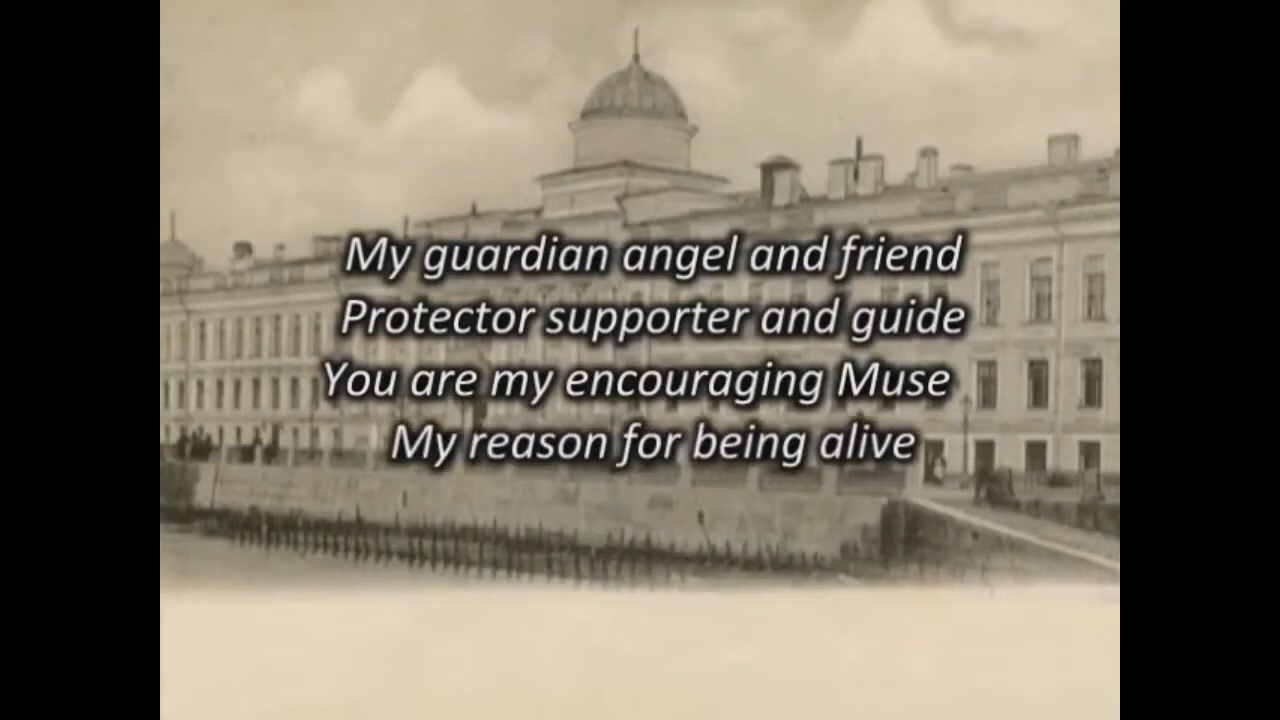 My guardian angel and friend
Protector supporter and guide
You are my encouraging Muse
My reason for being alive